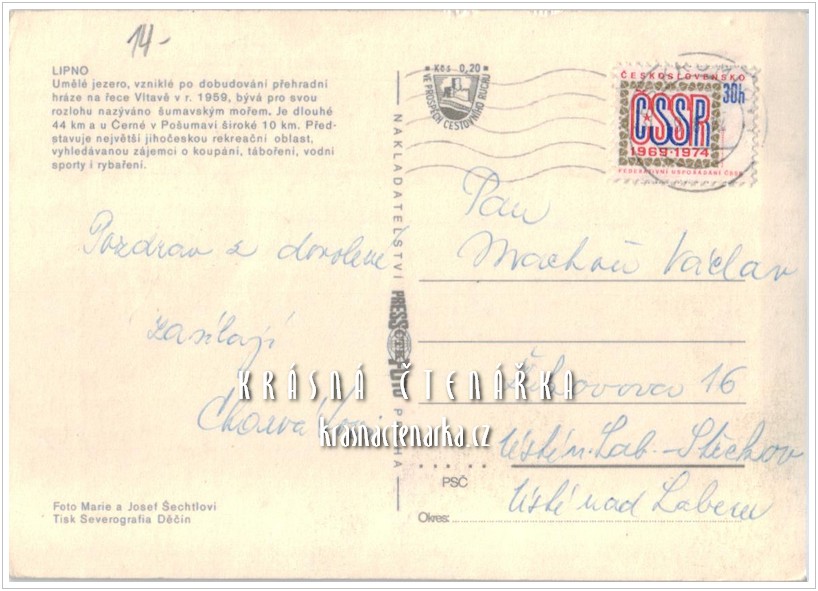 14-
LIPNO
Umělé jezero, vzniklé po dobudování přehradní
hráze na řece Vltavě v r. 1959, bývá pro svou
rozlohu nazýváno šumavským mořem. Je dlouhé
44 km a u Černé v Pošumaví široké 10 km. Před-
stavuje největší jihočeskou rekreační oblast,
vyhledávanou zájemci o koupání, táboření, vodní
sporty i rybaření.
Pozdrav z dovolené
zasílají
Foto Marie a Josef Šechtlovi
Tisk Severografia Děčín
NAKLADATELSTVÍ PRESSFOTO PRAHA
Kčs 0,20
VE PROSPĚCH CESTOVNÍHO RUCHU
ČESKOSLOVENSKO
30h
ČSSR
1969-1974
FEDERATIVNÍ USPOŘÁDÁNÍ ČSSR
Pan
Václav
16
Ústí n. Lab. - Střekov
PSČ
Ústí nad Labem
Okres:
KRÁSNÁ ČTENÁŘKA
krasnactenarka.cz